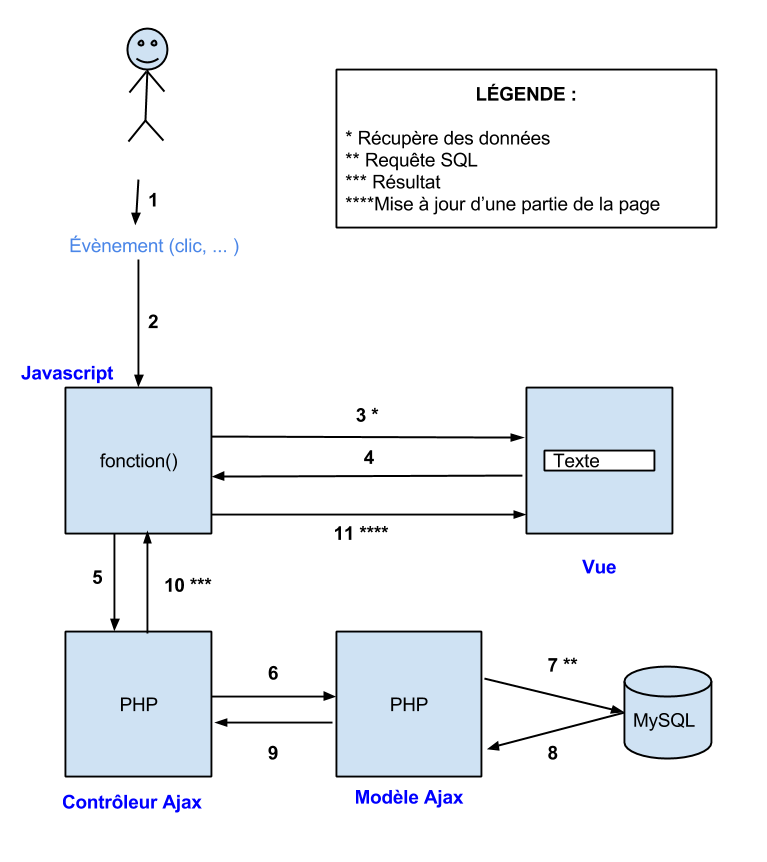 LÉGENDE :
* Récupère des données
** Requête SQL
*** Résultat
****Mise à jour d'une partie de la page
1
Évènement (clic, ... )
2
Javascript
fonction()
3 *
4
Texte
11 ****
Vue
5
10 ***
PHP
6
9
PHP
7 **
8
MySQL
Contrôleur Ajax
Modèle Ajax